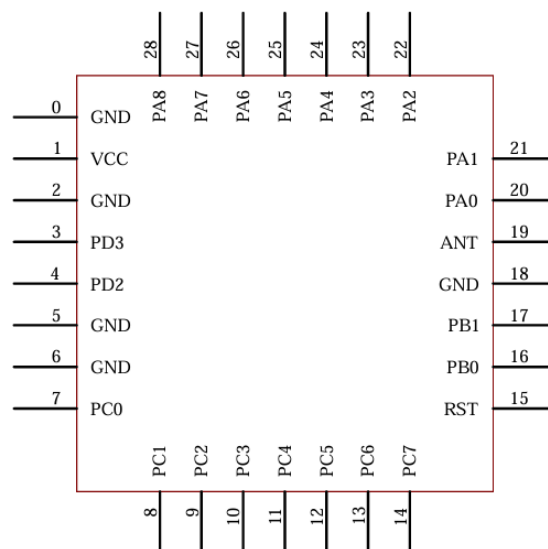 28 27 26 25 24 23 22
PA8 PA7 PA6 PA5 PA4 PA3 PA2
0 GND
1 VCC PA1 21
2 GND PA0 20
3 PD3 ANT 19
4 PD2 GND 18
5 GND PB1 17
6 GND PB0 16
7 PC0 RST 15
PC1 PC2 PC3 PC4 PC5 PC6 PC7
8 9 10 11 12 13 14